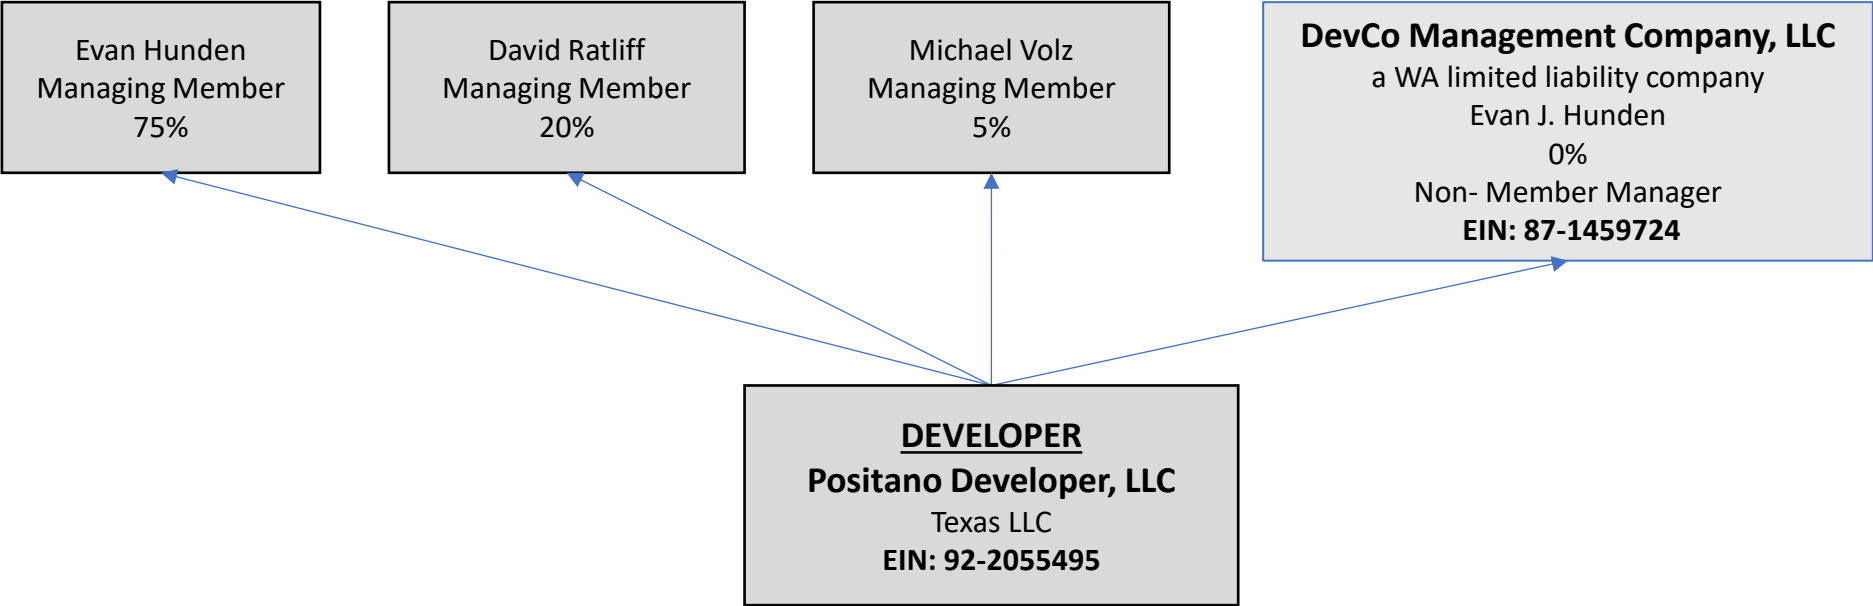 Evan Hunden
Managing Member
75%
David Ratliff
Managing Member
20%
Michael Volz
Managing Member
5%
DevCo Management Company, LLC
a WA limited liability company
Evan J. Hunden
0%
Non- Member Manager
EIN: 87-1459724
DEVELOPER
Positano Developer, LLC
Texas LLC
EIN: 92-2055495